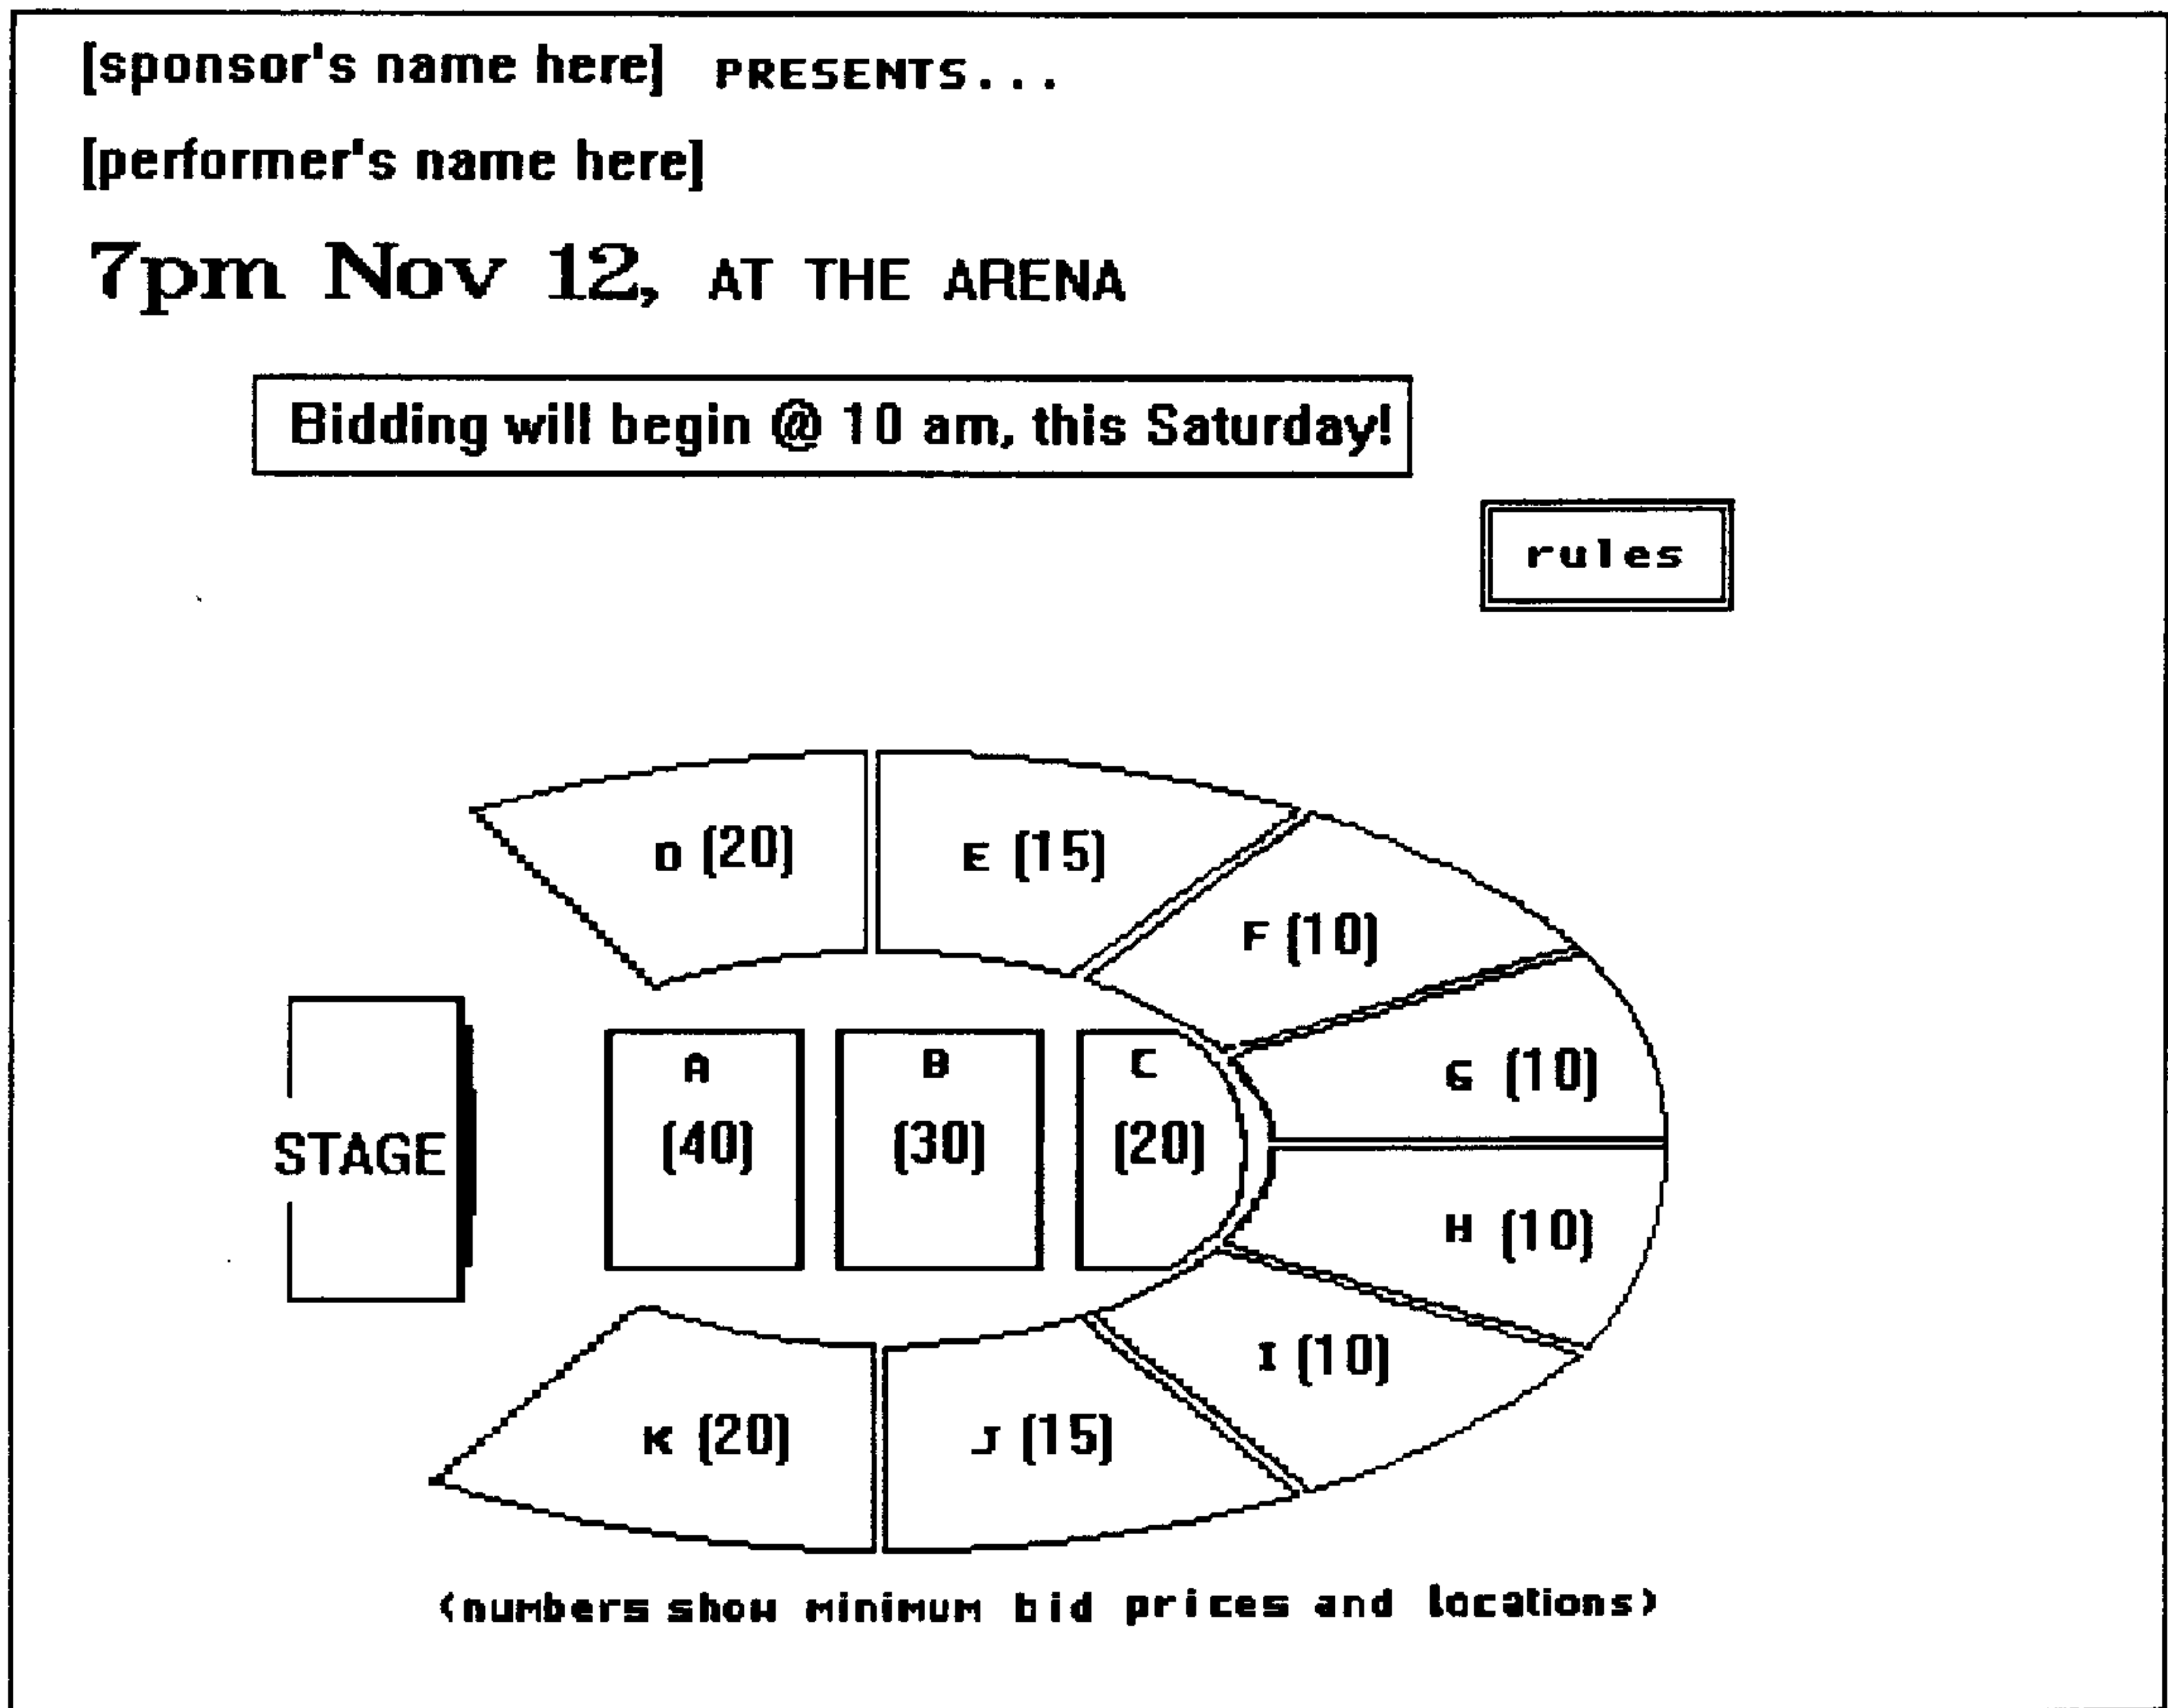 [sponsor's name here] PRESENTS...
[performer's name here]
7pm Nov 12, AT THE ARENA
Bidding will begin @ 10 am, this Saturday!
rules
D (20) E (15)
F (10)
G (10)
A B C
(40) (30) (20)
STAGE
H (10)
I (10)
K (20) J (15)
(numbers show minimum bid prices and locations)